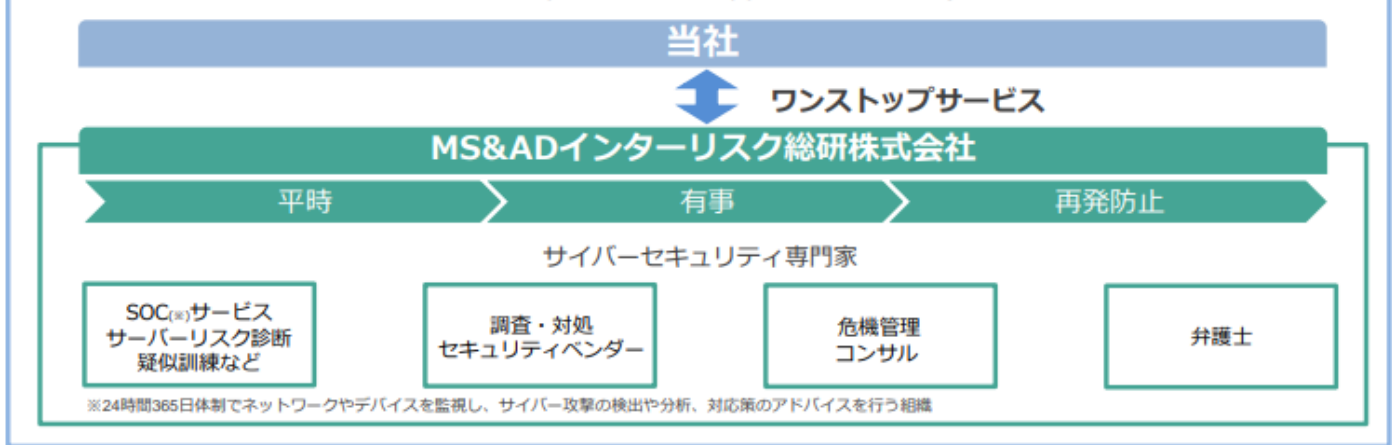 当社
ワンストップサービス
MS&ADインターリスク総研株式会社
平時
有事
再発防止
サイバーセキュリティ専門家
SOC(※)サービス
サーバーリスク診断
疑似訓練など
調査・対処
セキュリティベンダー
危機管理
コンサル
弁護士
※24時間365日体制でネットワークやデバイスを監視し、サイバー攻撃の検出や分析、対応策のアドバイスを行う組織